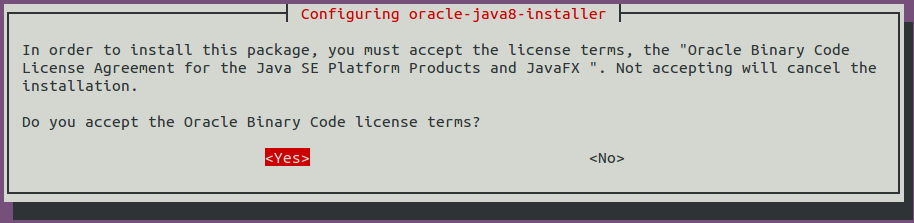 Configuring oracle-java8-installer
In order to install this package, you must accept the license terms, the "Oracle Binary Code
License Agreement for the Java SE Platform Products and JavaFX ". Not accepting will cancel the
installation.
Do you accept the Oracle Binary Code license terms?
<Yes> <No>